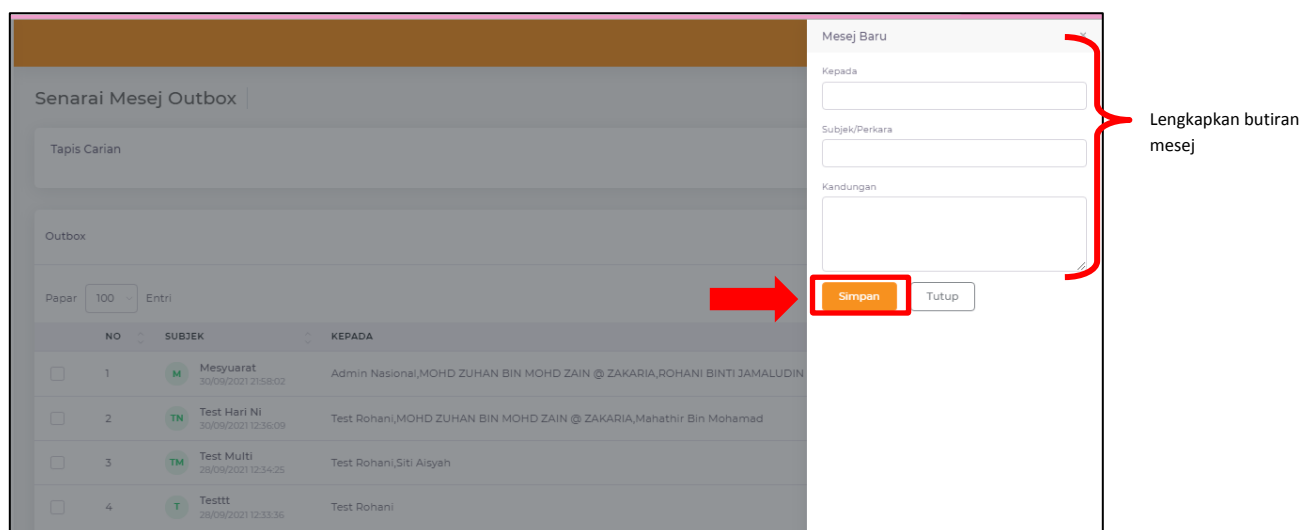 Mesej Baru
Kepada
Senarai Mesej Outbox
Subjek/Perkara
Tapis Carian
Kandungan
Lengkapkan butiran
mesej
Outbox
Papar 100 Entri
Simpan Tutup
NO SUBJEK KEPADA
1 M Mesyuarat Admin Nasional,MOHD ZUHAN BIN MOHD ZAIN @ ZAKARIA,ROHANI BINTI JAMALUDIN
30/09/2021 21:58:02
2 TN Test Hari Ni Test Rohani,MOHD ZUHAN BIN MOHD ZAIN @ ZAKARIA,Mahathir Bin Mohamad
30/09/2021 12:36:09
3 TM Test Multi Test Rohani,Siti Aisyah
28/09/2021 12:34:25
4 T Testtt Test Rohani
28/09/2021 12:33:36